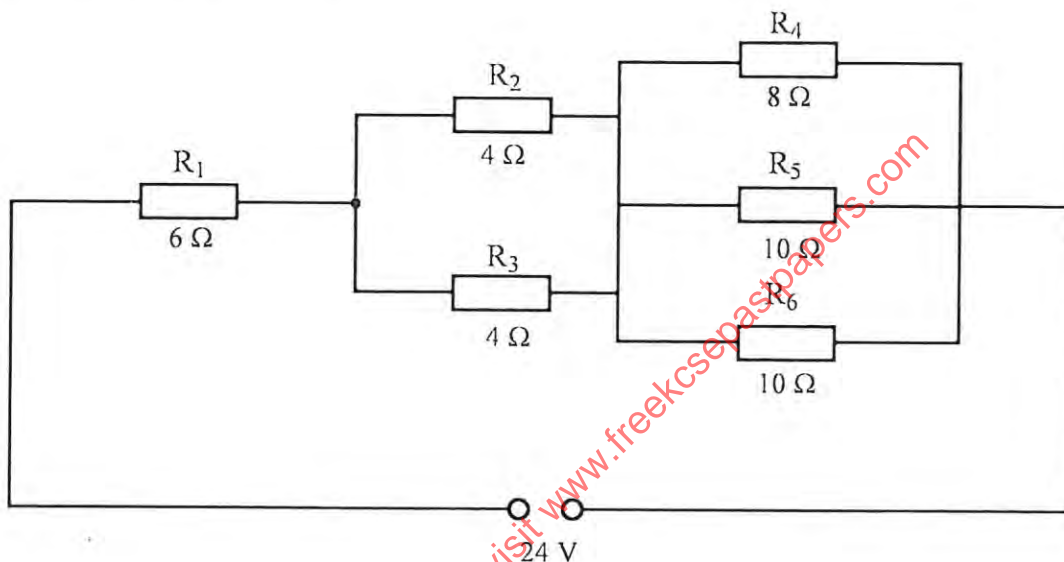 R4
8 Ω
R2
4 Ω
R1
6 Ω
R5
10 Ω
R3
4 Ω
R6
10 Ω
24 V
visit www.freekcsepastpapers.com